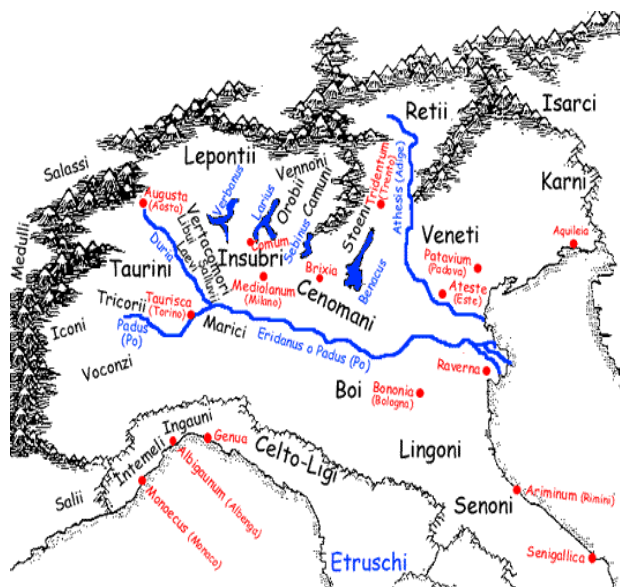 Retii
Isarci
Salassi
Lepontii
Vennoni
Karni
Augusta
(Aosta)
Verbanus
Larius
Orobii
Camuni
Tridentum
(Trento)
Athesis (Adige)
Stoeni
Medulli
Duria
Libui
Laevi
Vertacomori
Sallavij
Comum
Insubri
Sebinus
Benacus
Veneti
Aquileia
Patavium
(Padova)
Ateste
(Este)
Taurini
Mediolanum
(Milano)
Brixia
Cenomani
Tricorii
Taurisca
(Torino)
Iconi
Padus
(Po)
Marici
Eridanus o Padus (Po)
Voconzi
Raverna
Boi
Bononia
(Bologna)
Ingauni
Intemeli
Genua
Celto-Ligi
Lingoni
Albigaunum (Albenga)
Salii
Monoecus (Monaco)
Ariminum (Rimini)
Senoni
Etruschi
Senigallica